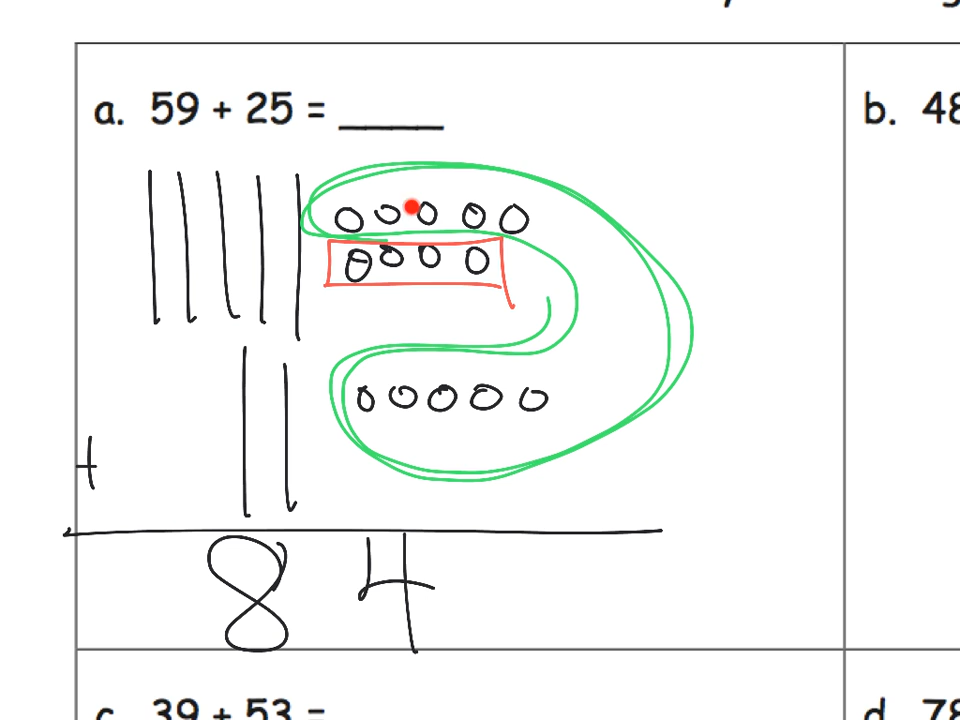 a. 59 + 25 = ____
b. 48
+
84
c. 39 + 53 =
d. 78